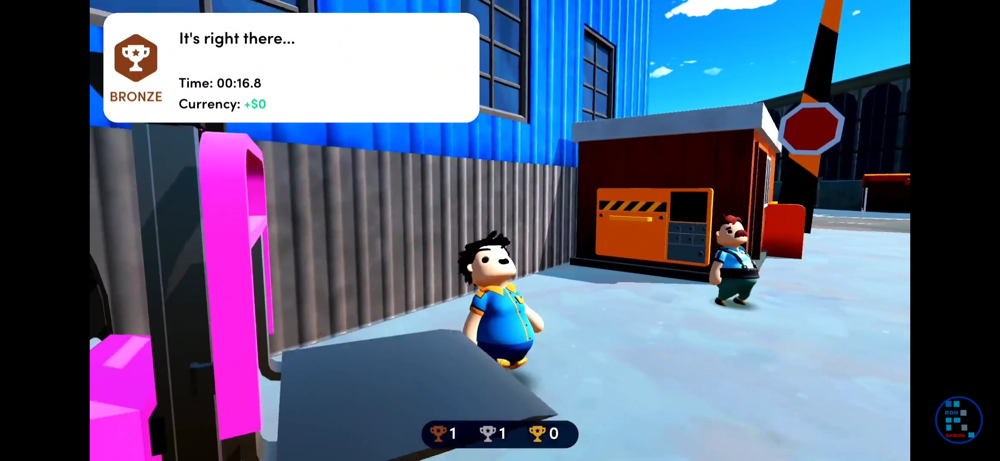 It's right there...
Time: 00:16.8
BRONZE
Currency: +$0
1 1 0
RON
GAMING